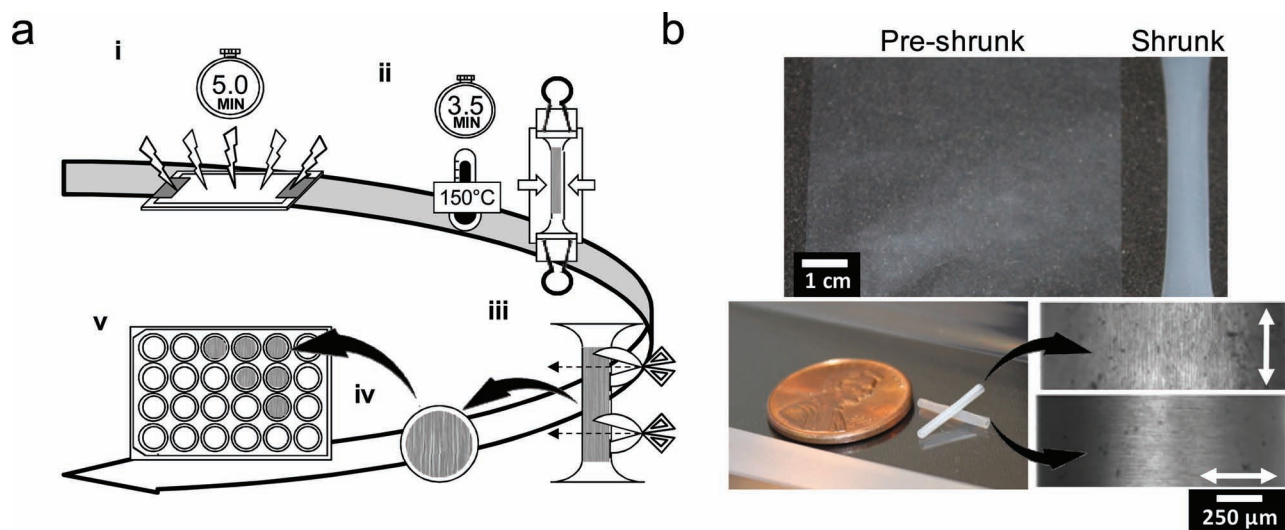 a
i
5.0
MIN
ii
3.5
MIN
150°C
iii
iv
v
b
Pre-shrunk
Shrunk
1 cm
250 µm